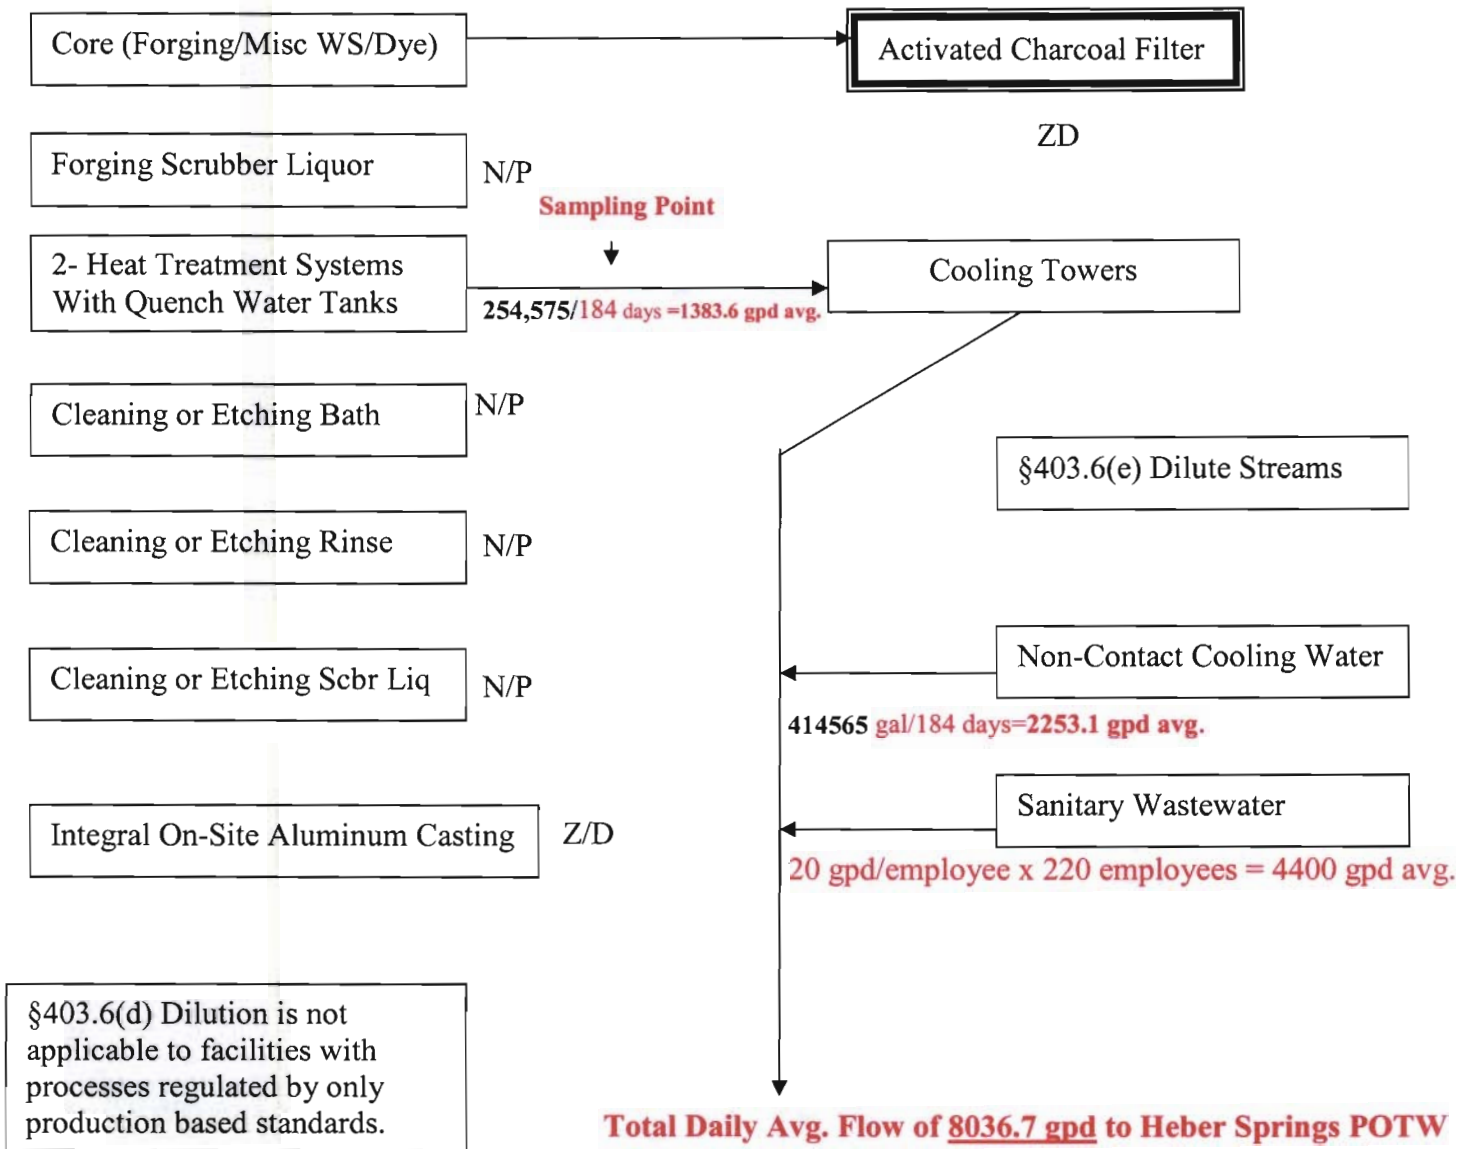 Core (Forging/Misc WS/Dye)
Activated Charcoal Filter
ZD
Forging Scrubber Liquor
N/P
Sampling Point
2- Heat Treatment Systems
With Quench Water Tanks
254,575/184 days =1383.6 gpd avg.
Cooling Towers
Cleaning or Etching Bath
N/P
§403.6(e) Dilute Streams
Cleaning or Etching Rinse
N/P
Non-Contact Cooling Water
414565 gal/184 days=2253.1 gpd avg.
Cleaning or Etching Scbr Liq
N/P
Sanitary Wastewater
20 gpd/employee x 220 employees = 4400 gpd avg.
Integral On-Site Aluminum Casting
Z/D
§403.6(d) Dilution is not
applicable to facilities with
processes regulated by only
production based standards.
Total Daily Avg. Flow of 8036.7 gpd to Heber Springs POTW